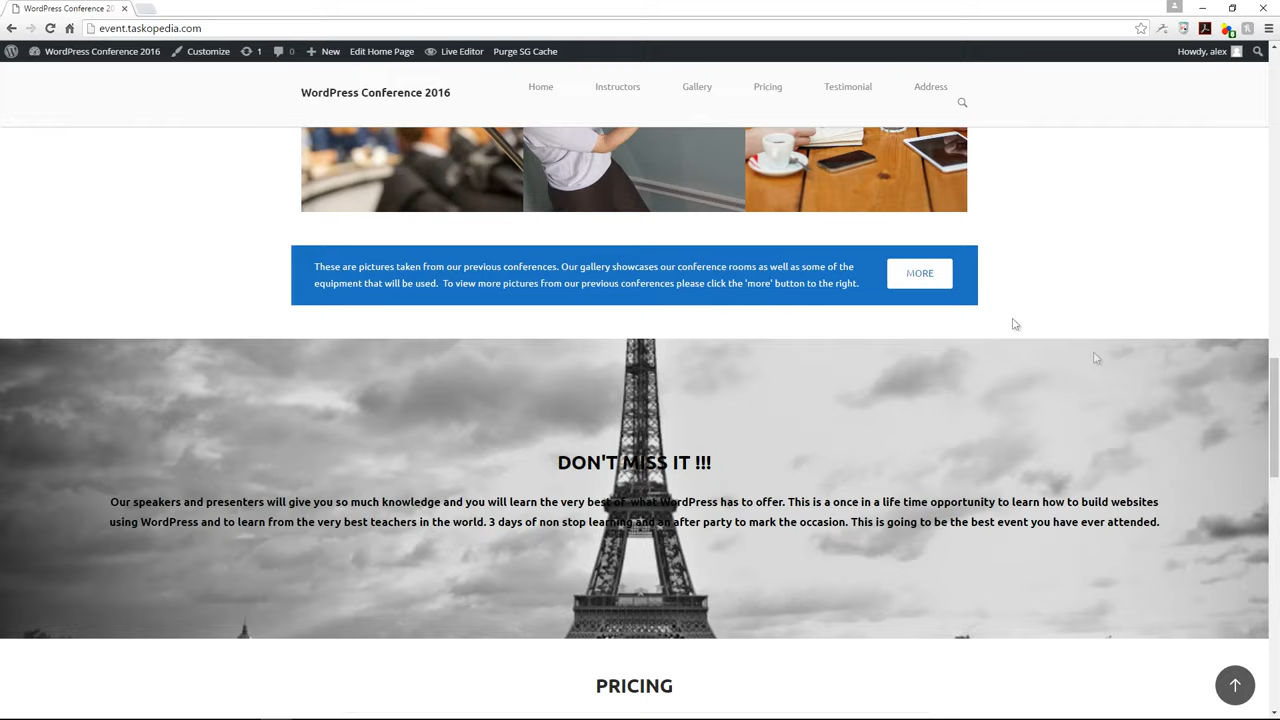 WordPress Conference 20
event.taskopedia.com
WordPress Conference 2016 Customize 1 0 New Edit Home Page Live Editor Purge SG Cache Howdy, alex
WordPress Conference 2016
Home Instructors Gallery Pricing Testimonial Address
These are pictures taken from our previous conferences. Our gallery showcases our conference rooms as well as some of the
equipment that will be used. To view more pictures from our previous conferences please click the 'more' button to the right.
MORE
DON'T MISS IT !!!
Our speakers and presenters will give you so much knowledge and you will learn the very best of what WordPress has to offer. This is a once in a life time opportunity to learn how to build websites
using WordPress and to learn from the very best teachers in the world. 3 days of non stop learning and an after party to mark the occasion. This is going to be the best event you have ever attended.
PRICING